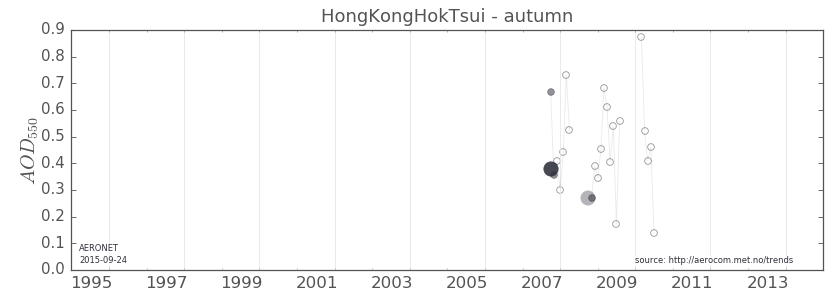 HongKongHokTsui - autumn
0.9
0.8
0.7
0.6
0.5
0.4
0.3
0.2
0.1
0.0
AOD550
AERONET
2015-09-24
source: http://aerocom.met.no/trends
1995 1997 1999 2001 2003 2005 2007 2009 2011 2013